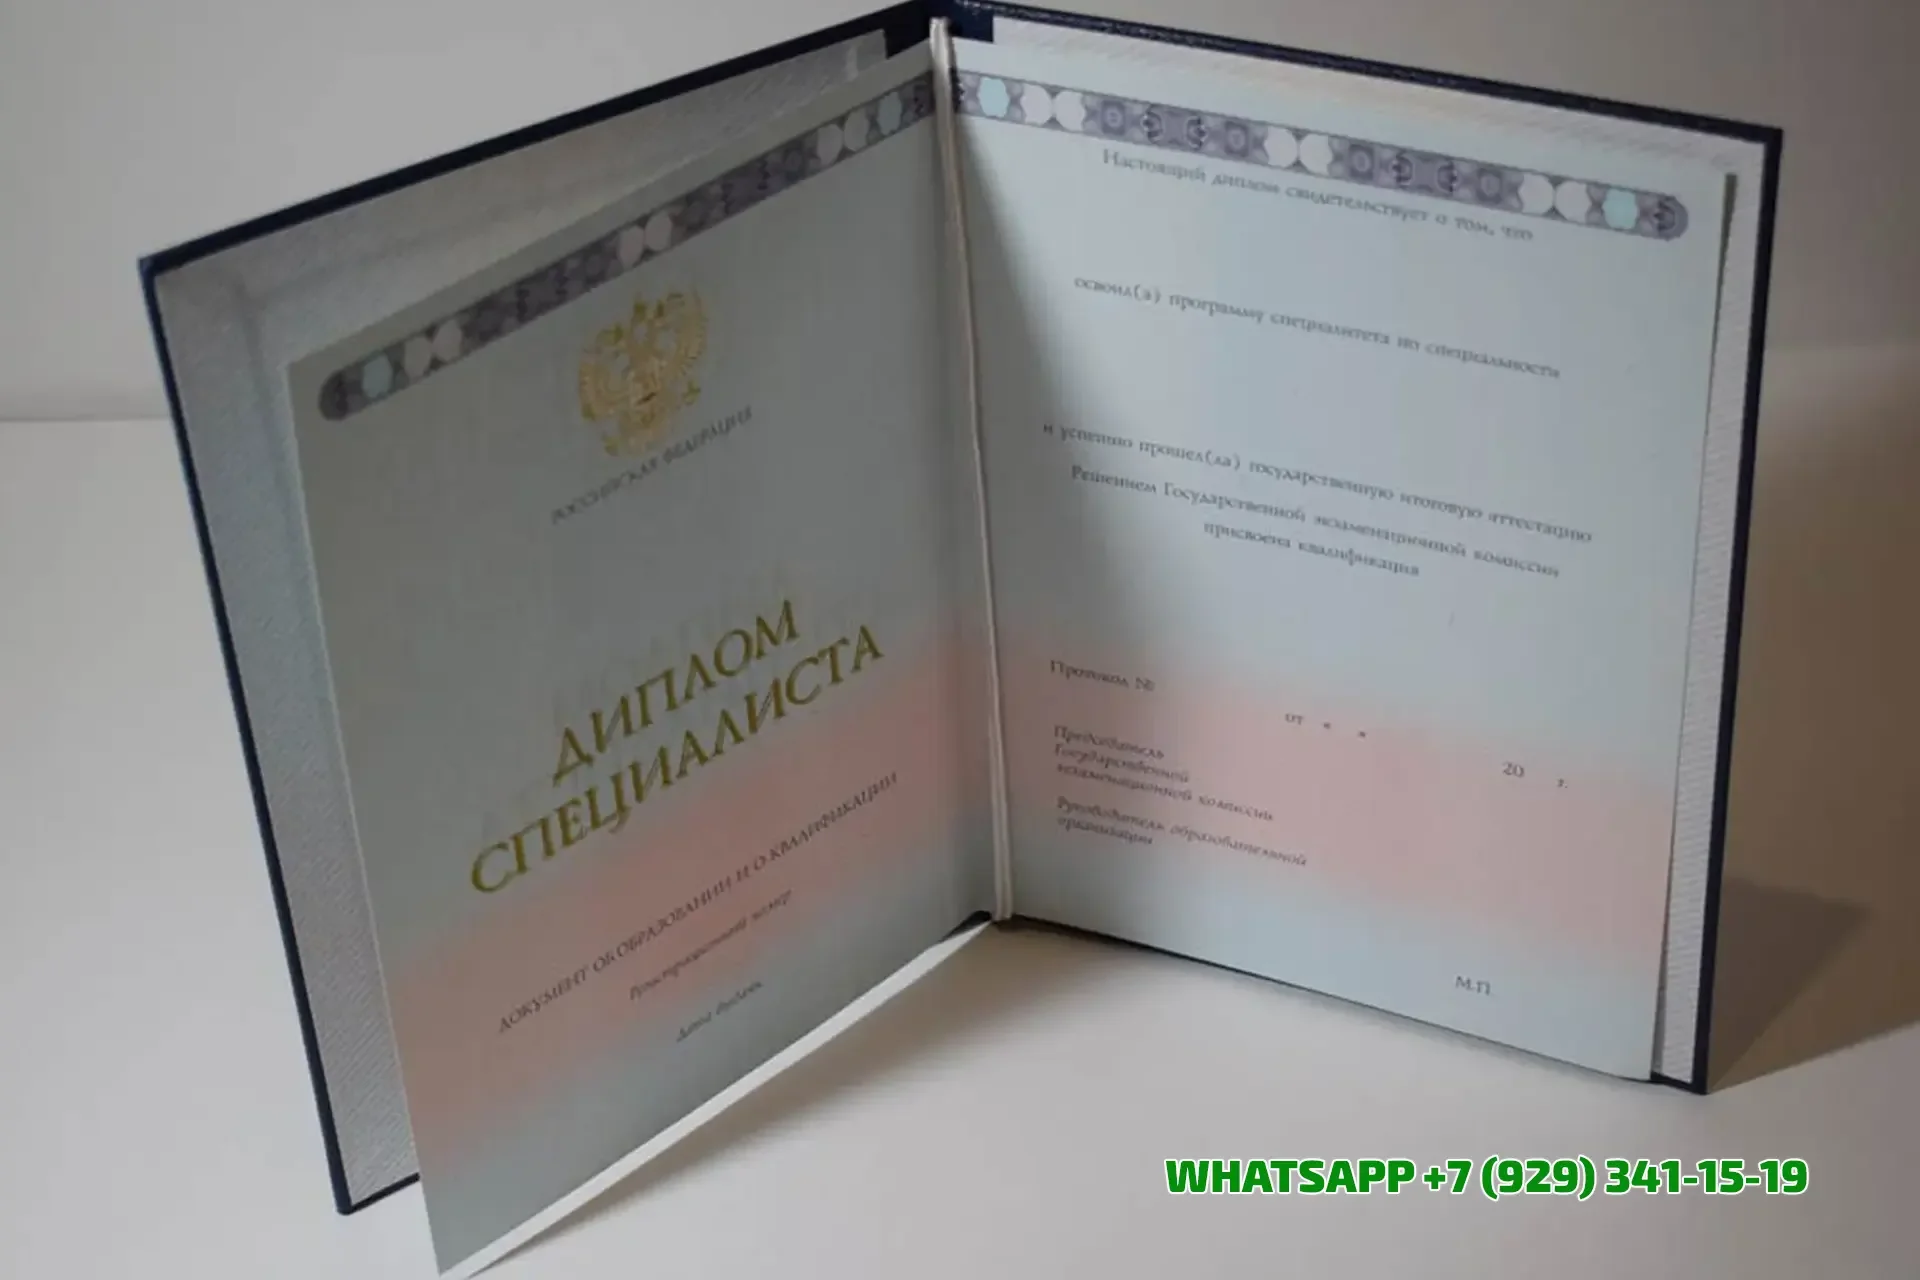 РОССИЙСКАЯ ФЕДЕРАЦИЯ
ДИПЛОМ
СПЕЦИАЛИСТА
ДОКУМЕНТ ОБ ОБРАЗОВАНИИ И О КВАЛИФИКАЦИИ
Регистрационный номер
Дата выдачи
Настоящий диплом свидетельствует о том, что
освоил(а) программу специалитета по специальности
и успешно прошел(ла) государственную итоговую аттестацию
Решением Государственной экзаменационной комиссии
присвоена квалификация
Протокол №
от « »
20 г.
Председатель
Государственной
экзаменационной комиссии
Руководитель образовательной
организации
М.П.
WHATSAPP +7 (929) 341-15-19